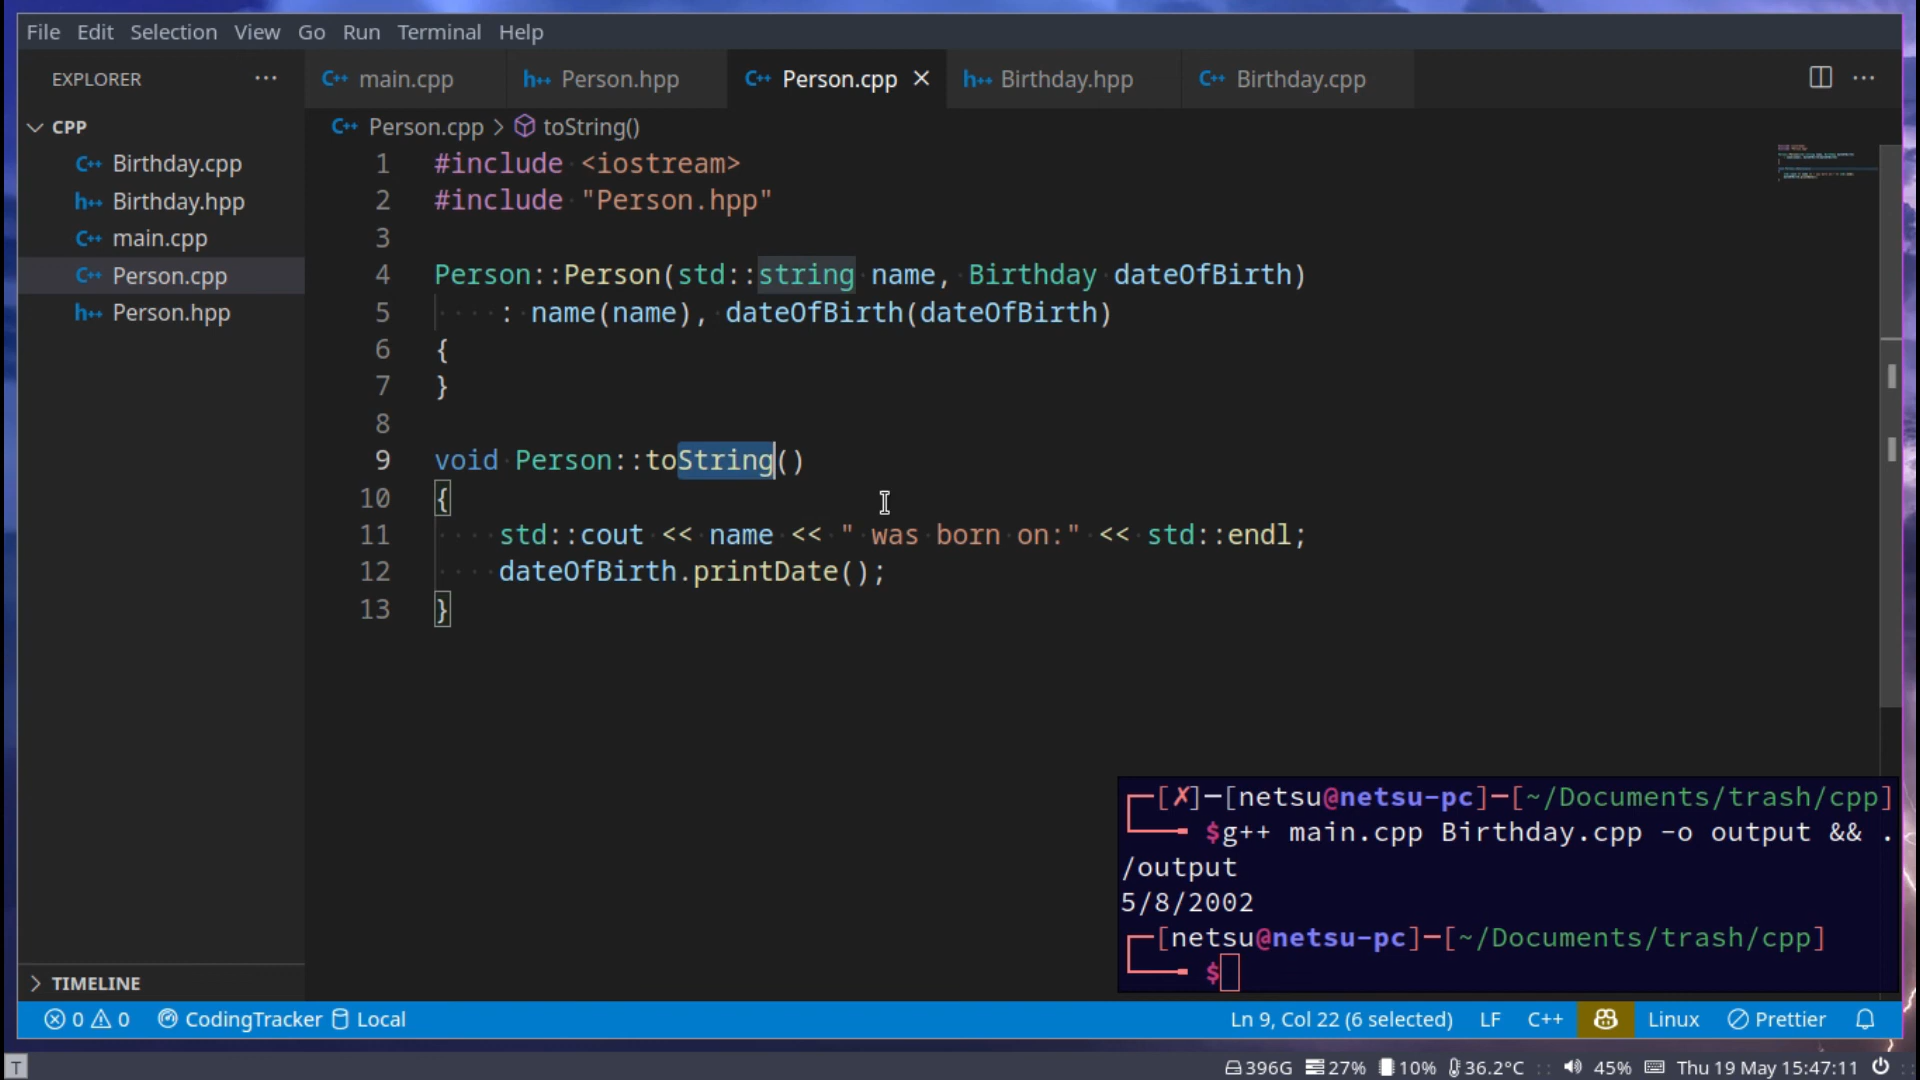 File Edit Selection View Go Run Terminal Help
EXPLORER ...
main.cpp
Person.hpp
Person.cpp
Birthday.hpp
Birthday.cpp
CPP
Birthday.cpp
Birthday.hpp
main.cpp
Person.cpp
Person.hpp
Person.cpp > toString()
1 #include <iostream>
2 #include "Person.hpp"
3
4 Person::Person(std::string name, Birthday dateOfBirth)
5     : name(name), dateOfBirth(dateOfBirth)
6 {
7 }
8
9 void Person::toString()
10 {
11     std::cout << name << " was born on:" << std::endl;
12     dateOfBirth.printDate();
13 }
[✗]─[netsu@netsu-pc]─[~/Documents/trash/cpp]
$g++ main.cpp Birthday.cpp -o output && .
/output
5/8/2002
[netsu@netsu-pc]─[~/Documents/trash/cpp]
$
TIMELINE
0 0 CodingTracker Local
Ln 9, Col 22 (6 selected) LF C++ Linux Prettier
T
396G 27% 10% 36.2°C :: 45% Thu 19 May 15:47:11